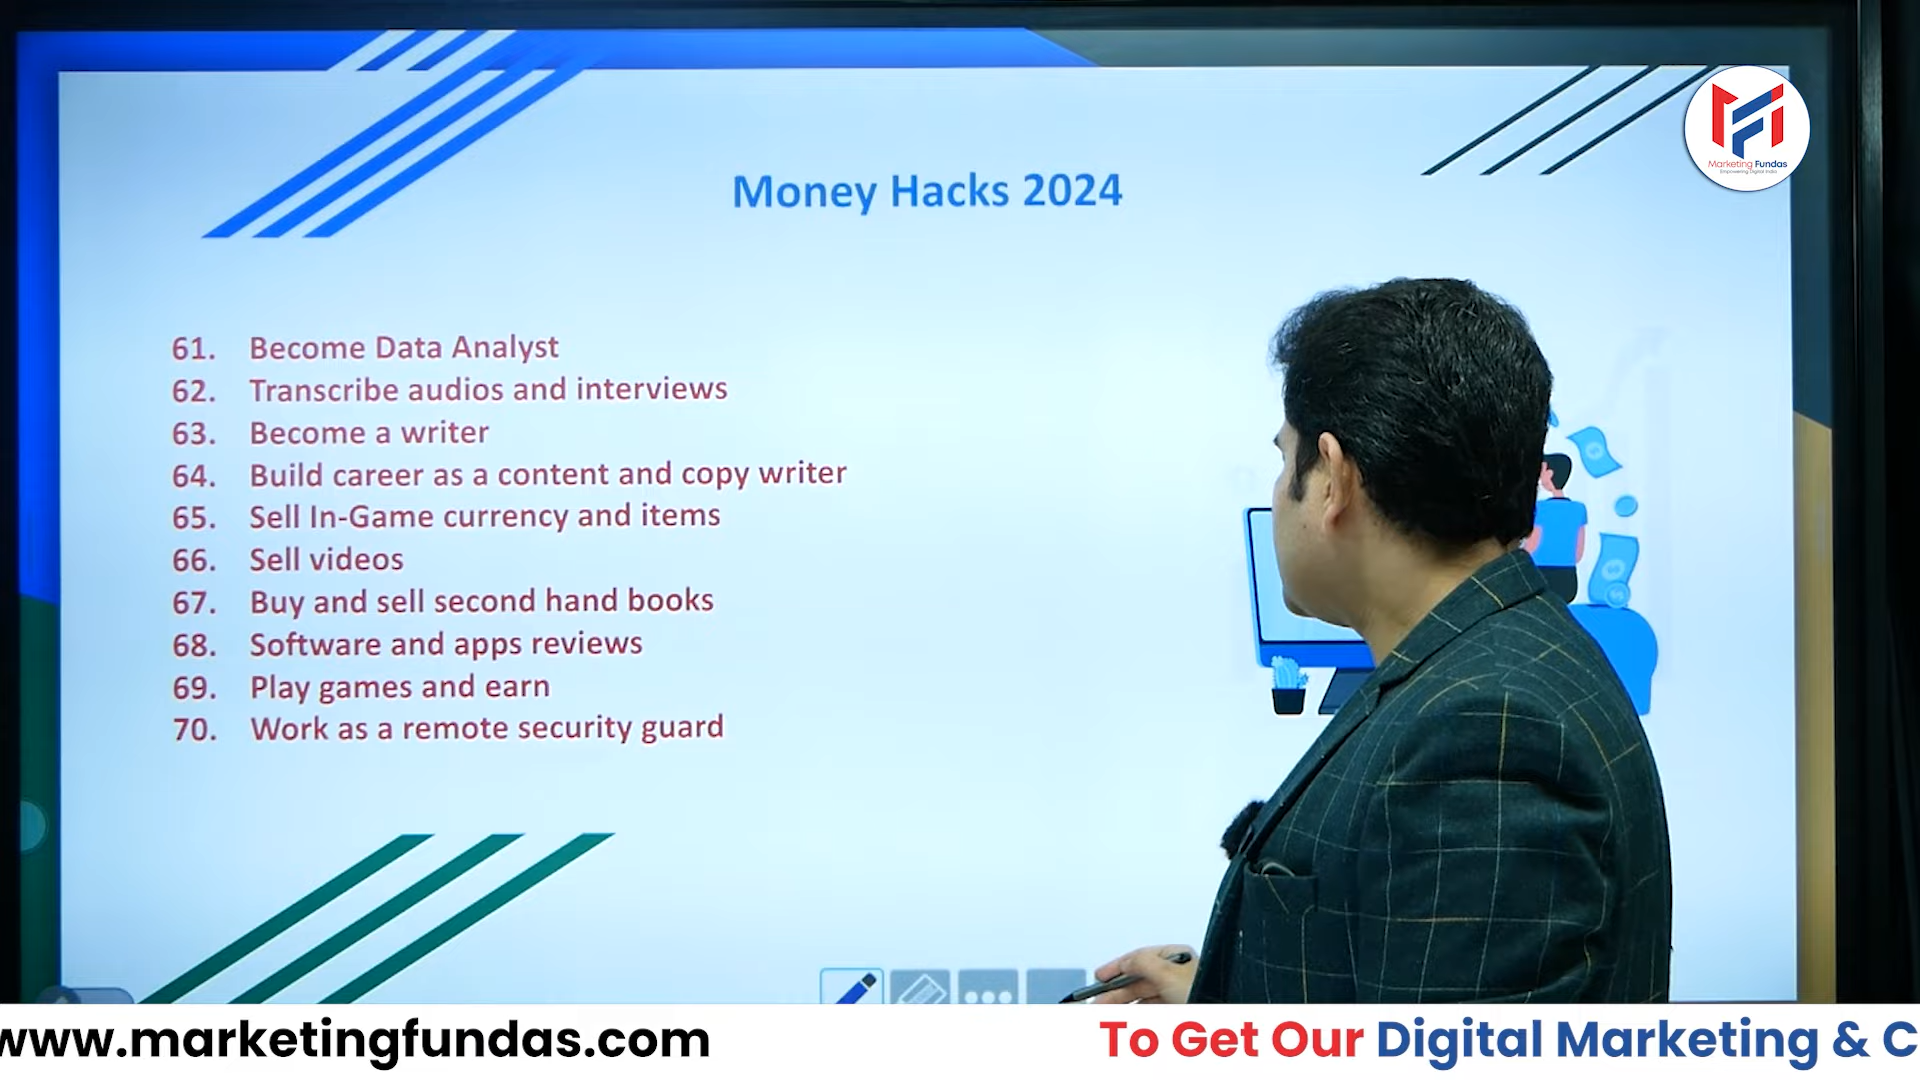 Marketing Fundas
Empowering Digital India
Money Hacks 2024
61. Become Data Analyst
62. Transcribe audios and interviews
63. Become a writer
64. Build career as a content and copy writer
65. Sell In-Game currency and items
66. Sell videos
67. Buy and sell second hand books
68. Software and apps reviews
69. Play games and earn
70. Work as a remote security guard
www.marketingfundas.com
To Get Our Digital Marketing & C